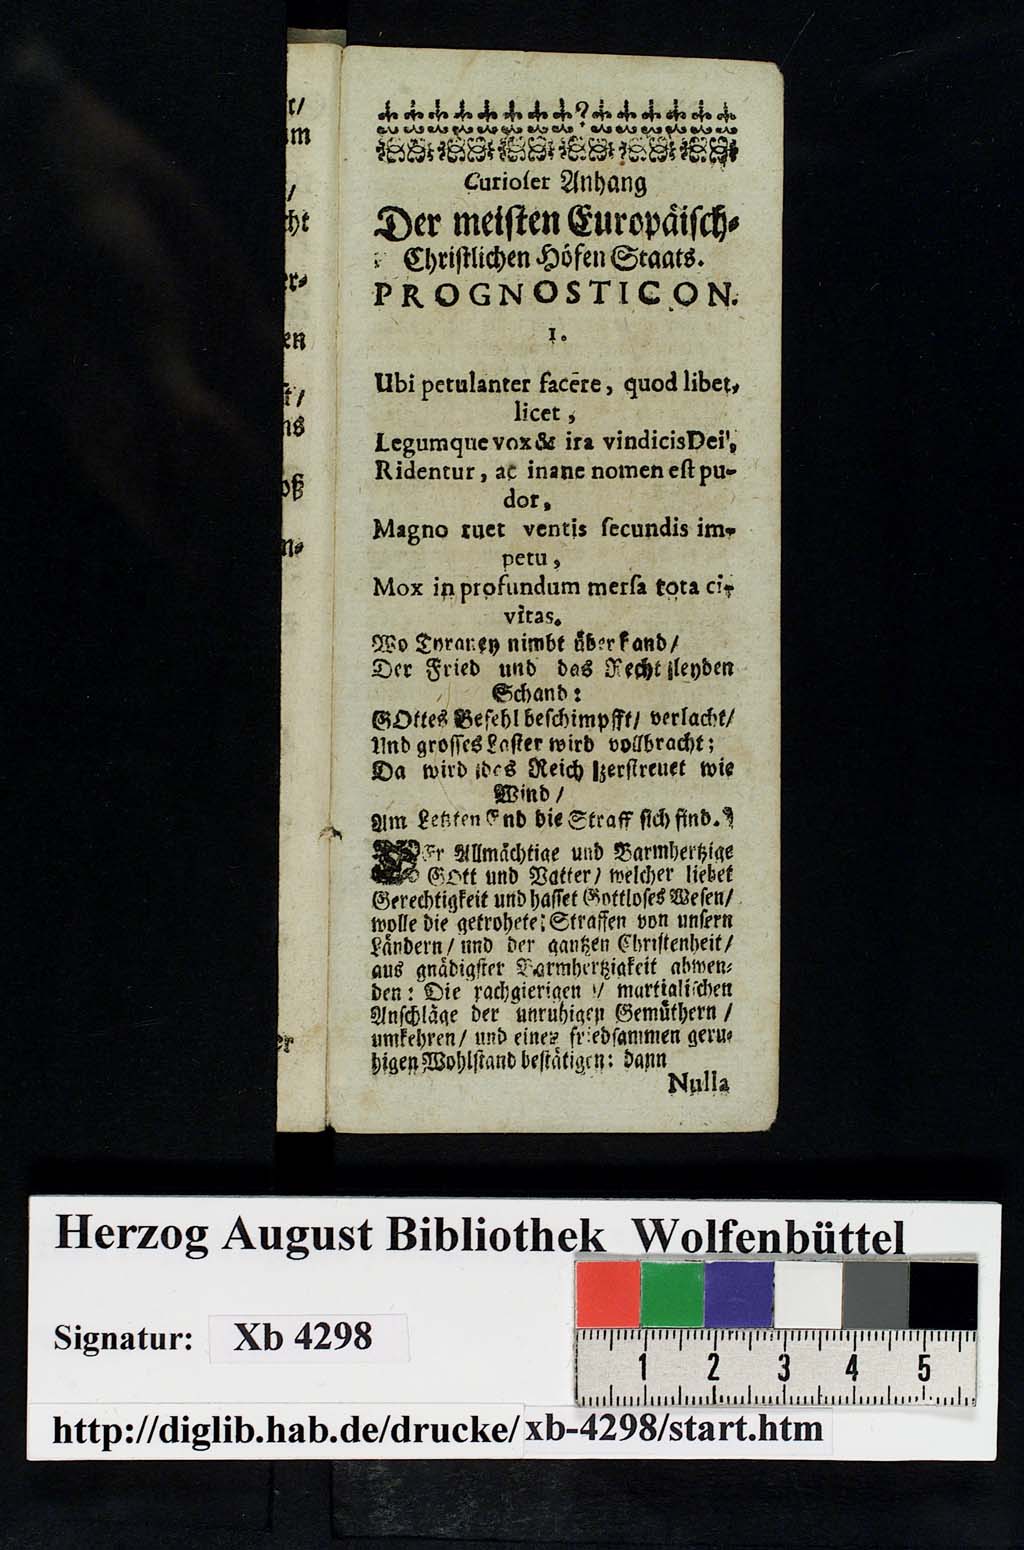 Curioſer Anhang
Der meiſten Europäiſch-
Chriſtlichen Höfen Staats.
PROGNOSTICON.
1.
Ubi petulanter facēre, quod libet,
licet,
Legumque vox & ira vindicis Dei,
Ridentur, ac inane nomen eſt pu-
dor,
Magno ruet ventis ſecundis im-
petu,
Mox in profundum merſa tota ci-
vitas.
Wo Tyraney nimbt überhand/
Der Fried und das Recht leyden
Schand:
GOttes Befehl beſchimpfft/ verlacht/
Und groſſes Laſter wird vollbracht;
Da wird das Reich zerſtreuet wie
Wind/
Am Letzten End die Straff ſich find.
DEr Allmächtige und Barmhertzige
GOtt und Vatter/ welcher liebet
Gerechtigkeit und haſſet Gottloſes Weſen/
wolle die getrohete Straffen von unſern
Ländern/ und der gantzen Chriſtenheit/
aus gnädigſter Barmhertzigkeit abwen-
den: Die rachgierigen / martialiſchen
Anſchläge der unruhigen Gemüthern/
umkehren/ und einen friedſammen geru-
higen Wohlſtand beſtätigen: dann
Nulla
Herzog August Bibliothek Wolfenbüttel
Signatur: Xb 4298
1 2 3 4 5
http://diglib.hab.de/drucke/xb-4298/start.htm